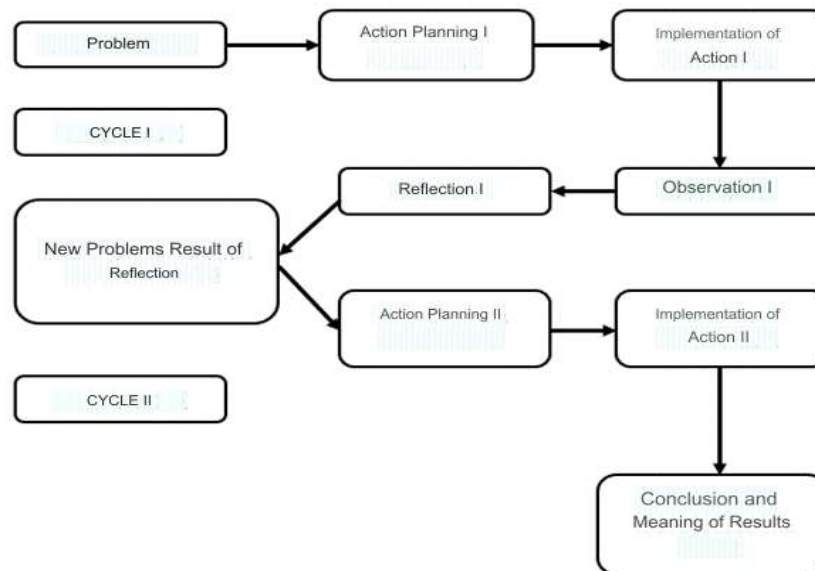 Problem
Action Planning I
Implementation of
Action I
CYCLE I
Reflection I
Observation I
New Problems Result of
Reflection
Action Planning II
Implementation of
Action II
CYCLE II
Conclusion and
Meaning of Results